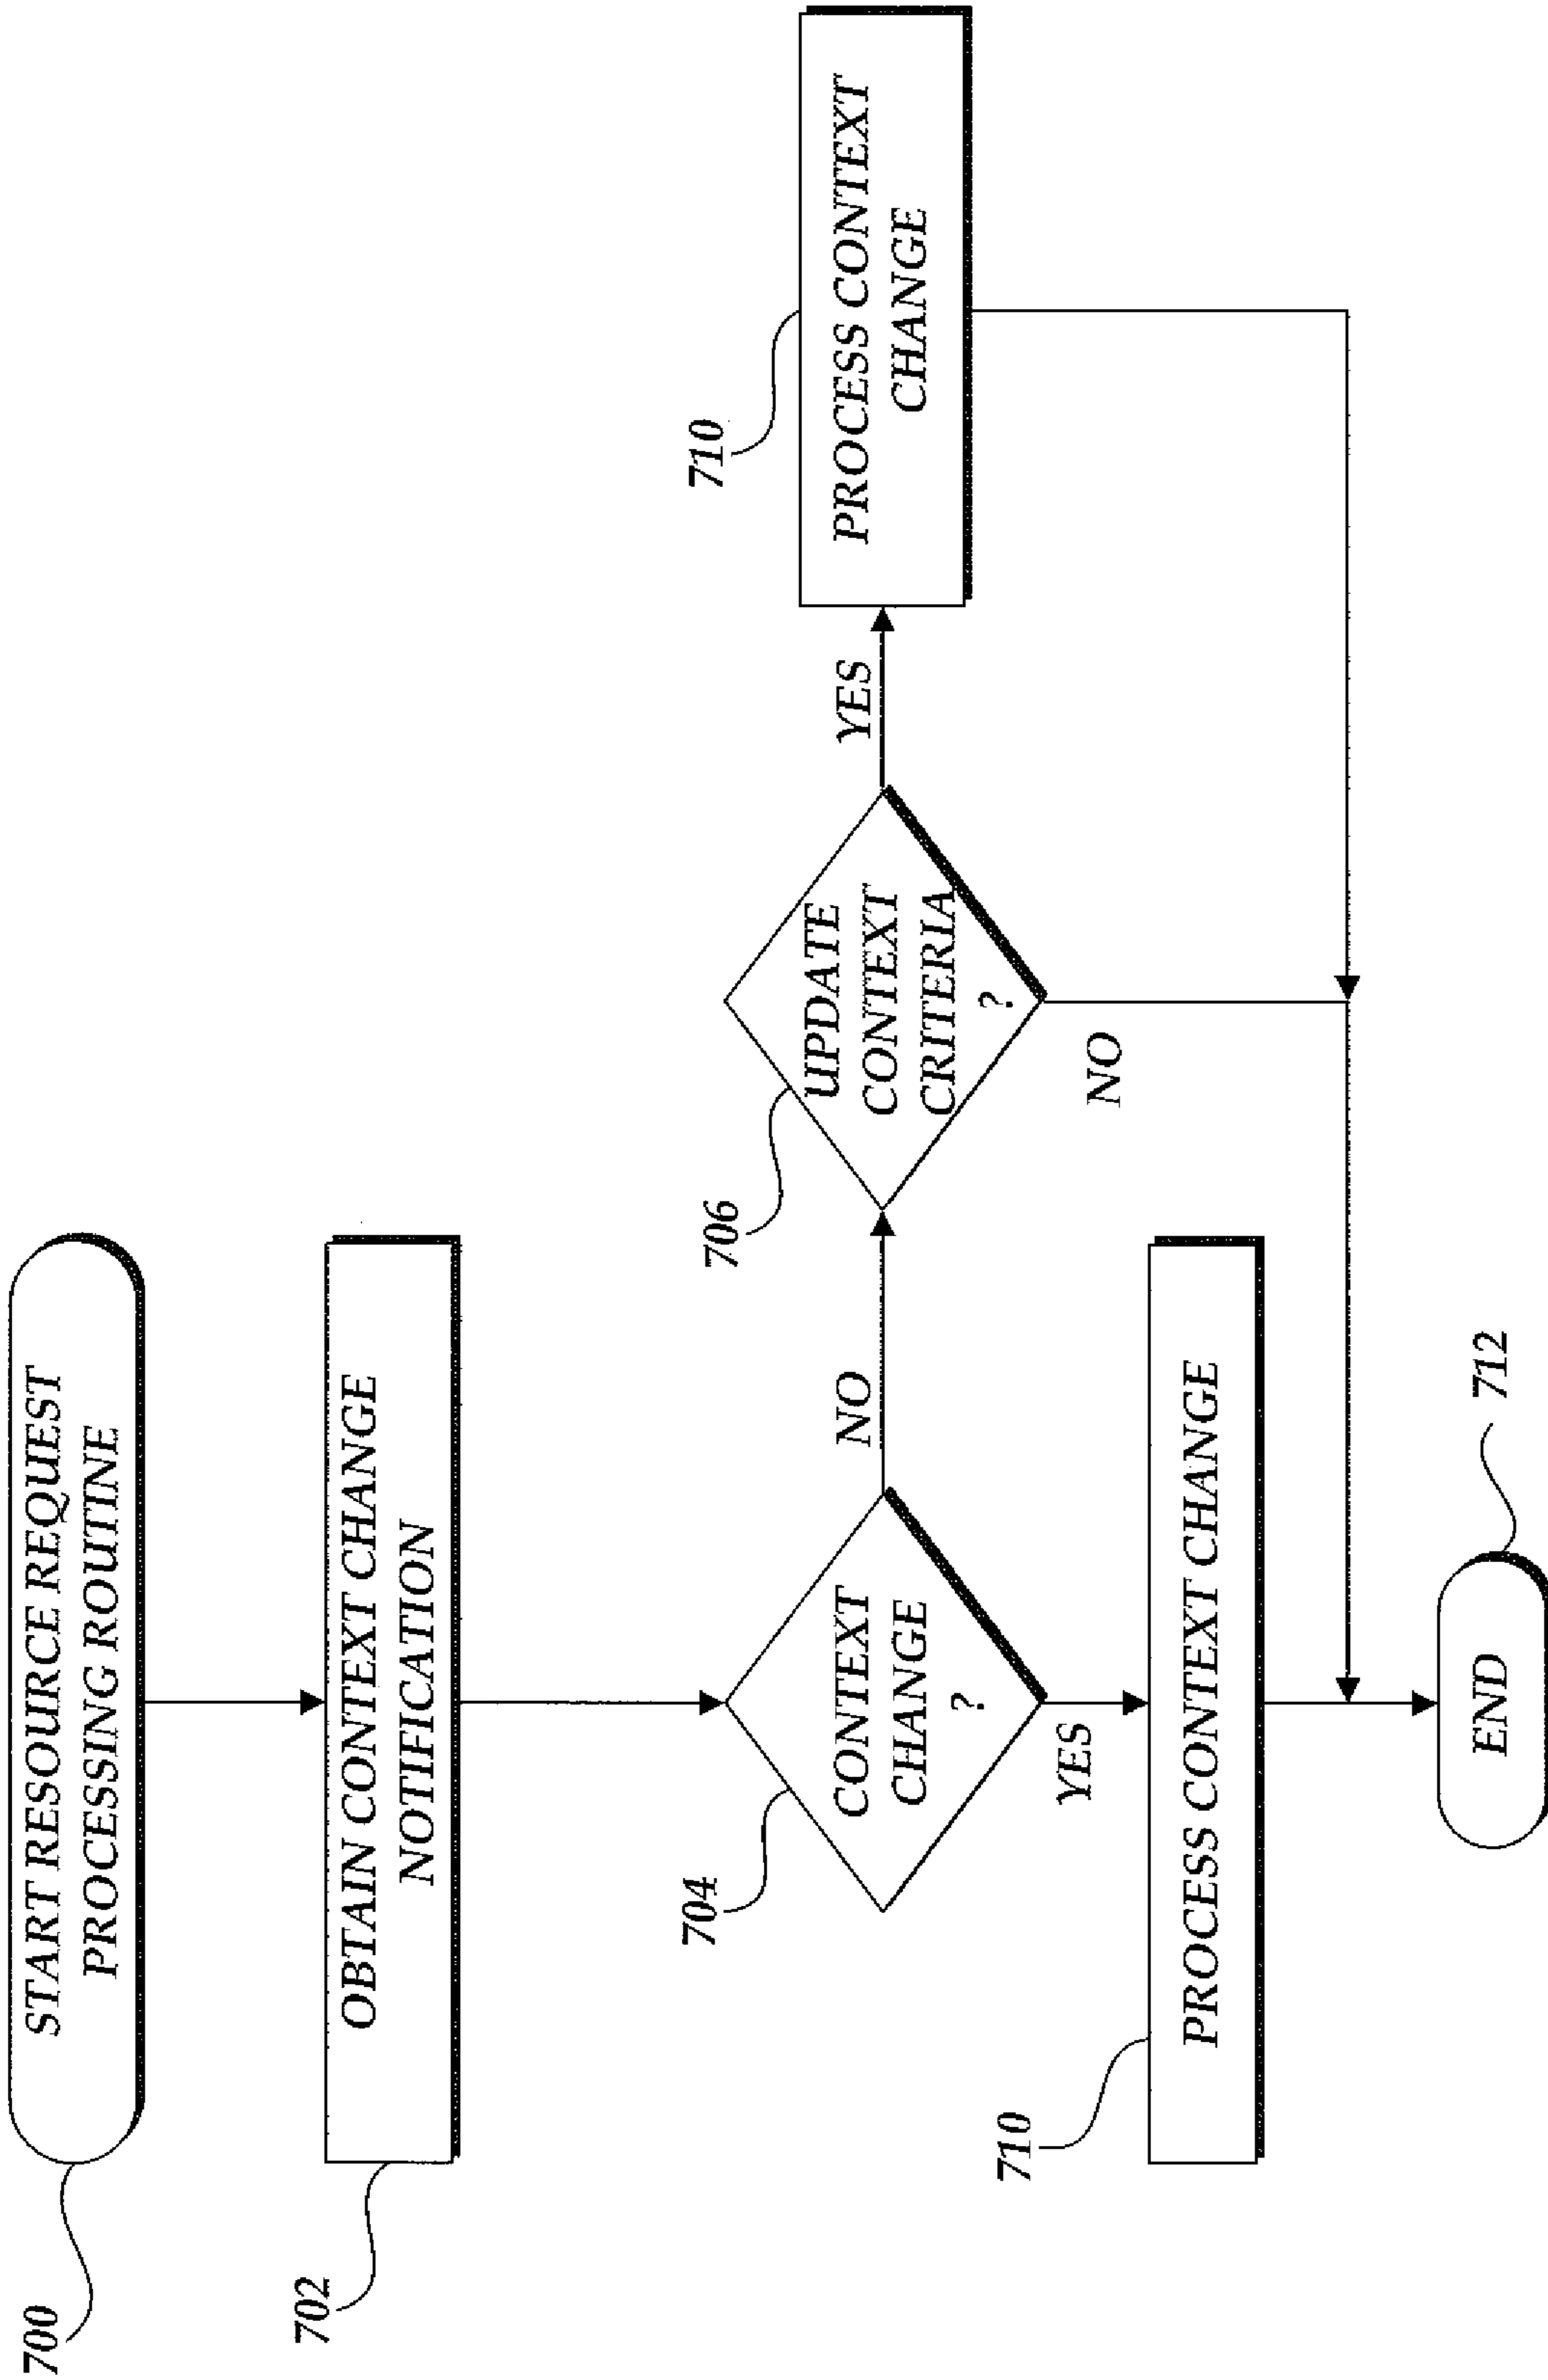 700
START RESOURCE REQUEST
PROCESSING ROUTINE
702
OBTAIN CONTEXT CHANGE
NOTIFICATION
704
CONTEXT
CHANGE
?
NO
706
UPDATE
CONTEXT
CRITERIA
?
YES
710
PROCESS CONTEXT
CHANGE
NO
YES
710
PROCESS CONTEXT CHANGE
END
712